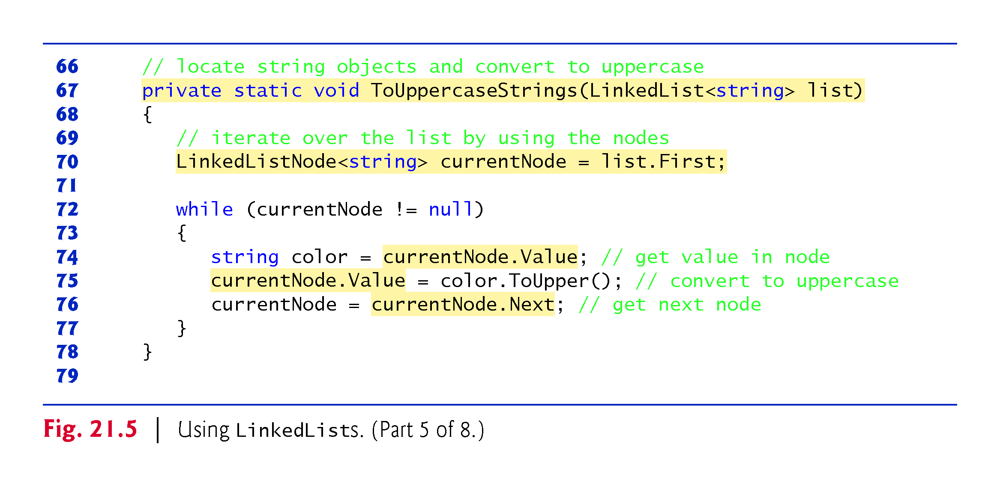 66 // locate string objects and convert to uppercase
67 private static void ToUppercaseStrings(LinkedList<string> list)
68 {
69 // iterate over the list by using the nodes
70 LinkedListNode<string> currentNode = list.First;
71
72 while (currentNode != null)
73 {
74 string color = currentNode.Value; // get value in node
75 currentNode.Value = color.ToUpper(); // convert to uppercase
76 currentNode = currentNode.Next; // get next node
77 }
78 }
79
Fig. 21.5 | Using LinkedLists. (Part 5 of 8.)